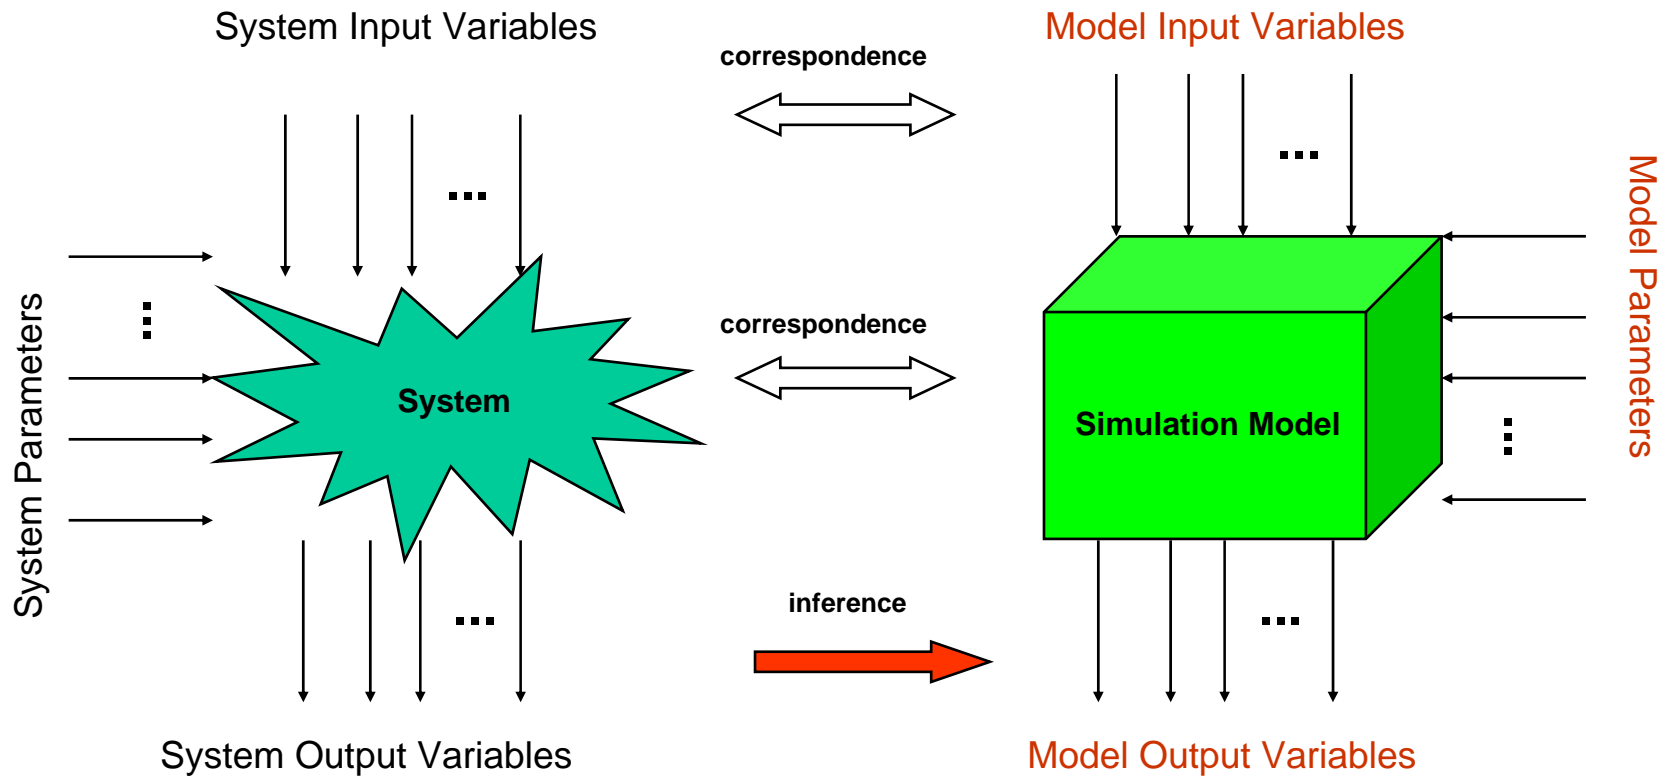 System Input Variables
Model Input Variables
correspondence
Model Parameters
System Parameters
correspondence
System
Simulation Model
inference
System Output Variables
Model Output Variables